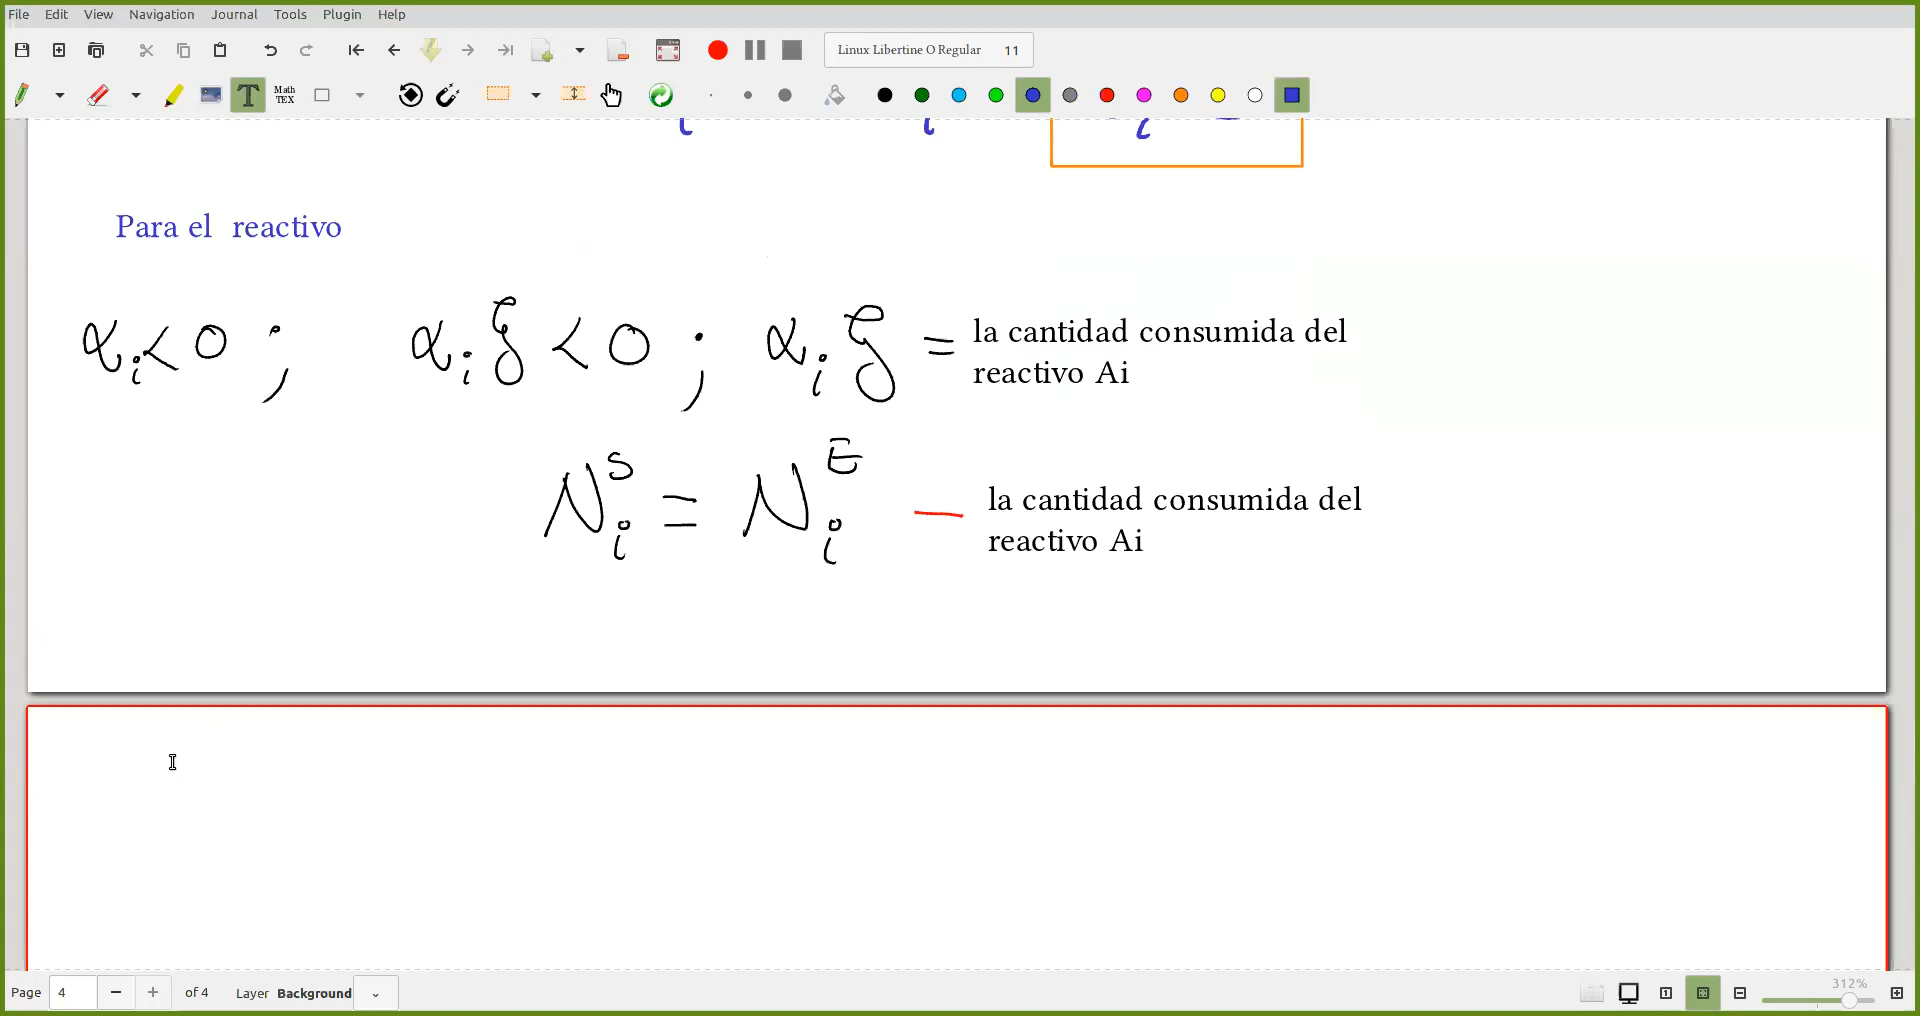 File Edit View Navigation Journal Tools Plugin Help
Linux Libertine O Regular 11
T Math TEX
i i i
Para el reactivo
αᵢ<0 ; αᵢξ<0 ; αᵢξ = la cantidad consumida del
reactivo Ai
Nᵢˢ = Nᵢᴱ — la cantidad consumida del
reactivo Ai
Page 4 − + of 4 Layer Background 312%